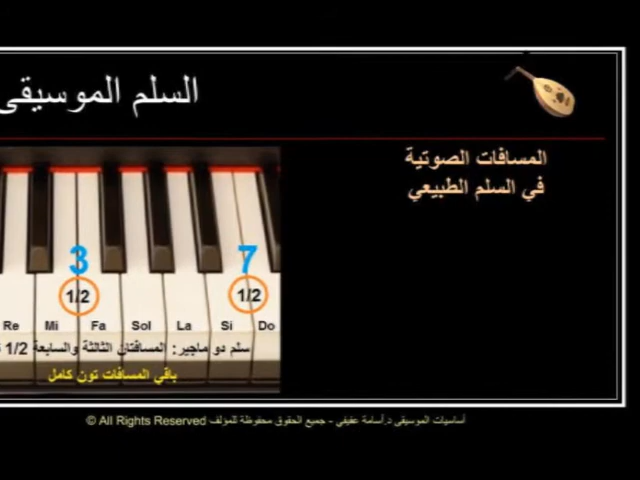 السلم الموسيقى
المسافات الصوتية
في السلم الطبيعي
3 7
1/2 1/2
Re Mi Fa Sol La Si Do
سلم دو ماجير: المسافتان الثالثة والسابعة 1/2
باقي المسافات تون كامل
أساسيات الموسيقى د.أسامة عفيفى - جميع الحقوق محفوظة للمؤلف All Rights Reserved ©